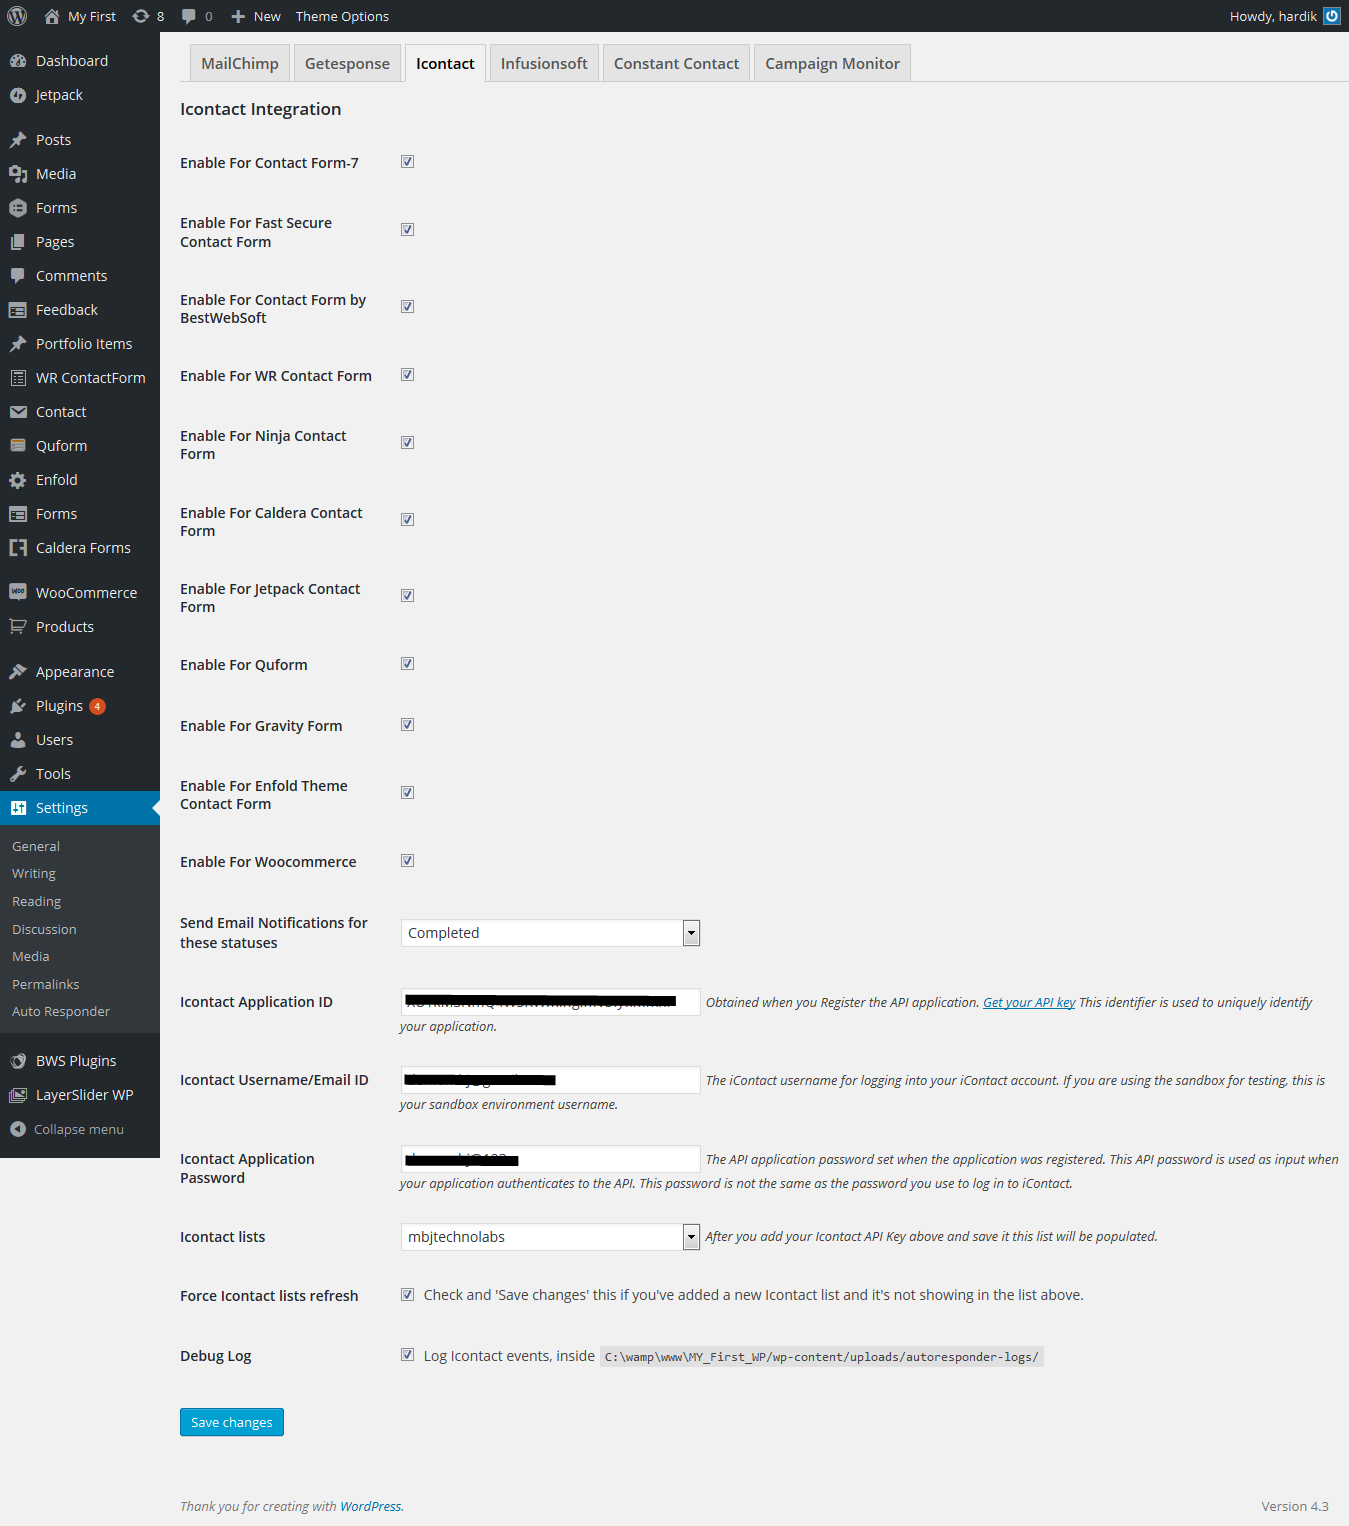 My First 8 0 New Theme Options Howdy, hardik
Dashboard
Jetpack
Posts
Media
Forms
Pages
Comments
Feedback
Portfolio Items
WR ContactForm
Contact
Quform
Enfold
Forms
Caldera Forms
WooCommerce
Products
Appearance
Plugins 4
Users
Tools
Settings
General
Writing
Reading
Discussion
Media
Permalinks
Auto Responder
BWS Plugins
LayerSlider WP
Collapse menu
MailChimp Getesponse Icontact Infusionsoft Constant Contact Campaign Monitor
Icontact Integration
Enable For Contact Form-7
Enable For Fast Secure
Contact Form
Enable For Contact Form by
BestWebSoft
Enable For WR Contact Form
Enable For Ninja Contact
Form
Enable For Caldera Contact
Form
Enable For Jetpack Contact
Form
Enable For Quform
Enable For Gravity Form
Enable For Enfold Theme
Contact Form
Enable For Woocommerce
Send Email Notifications for
these statuses
Completed
Icontact Application ID
Obtained when you Register the API application. Get your API key This identifier is used to uniquely identify
your application.
Icontact Username/Email ID
The iContact username for logging into your iContact account. If you are using the sandbox for testing, this is
your sandbox environment username.
Icontact Application
Password
The API application password set when the application was registered. This API password is used as input when
your application authenticates to the API. This password is not the same as the password you use to log in to iContact.
Icontact lists
mbjtechnolabs
After you add your Icontact API Key above and save it this list will be populated.
Force Icontact lists refresh
Check and 'Save changes' this if you've added a new Icontact list and it's not showing in the list above.
Debug Log
Log Icontact events, inside C:\wamp\www\MY_First_WP/wp-content/uploads/autoresponder-logs/
Save changes
Thank you for creating with WordPress.
Version 4.3